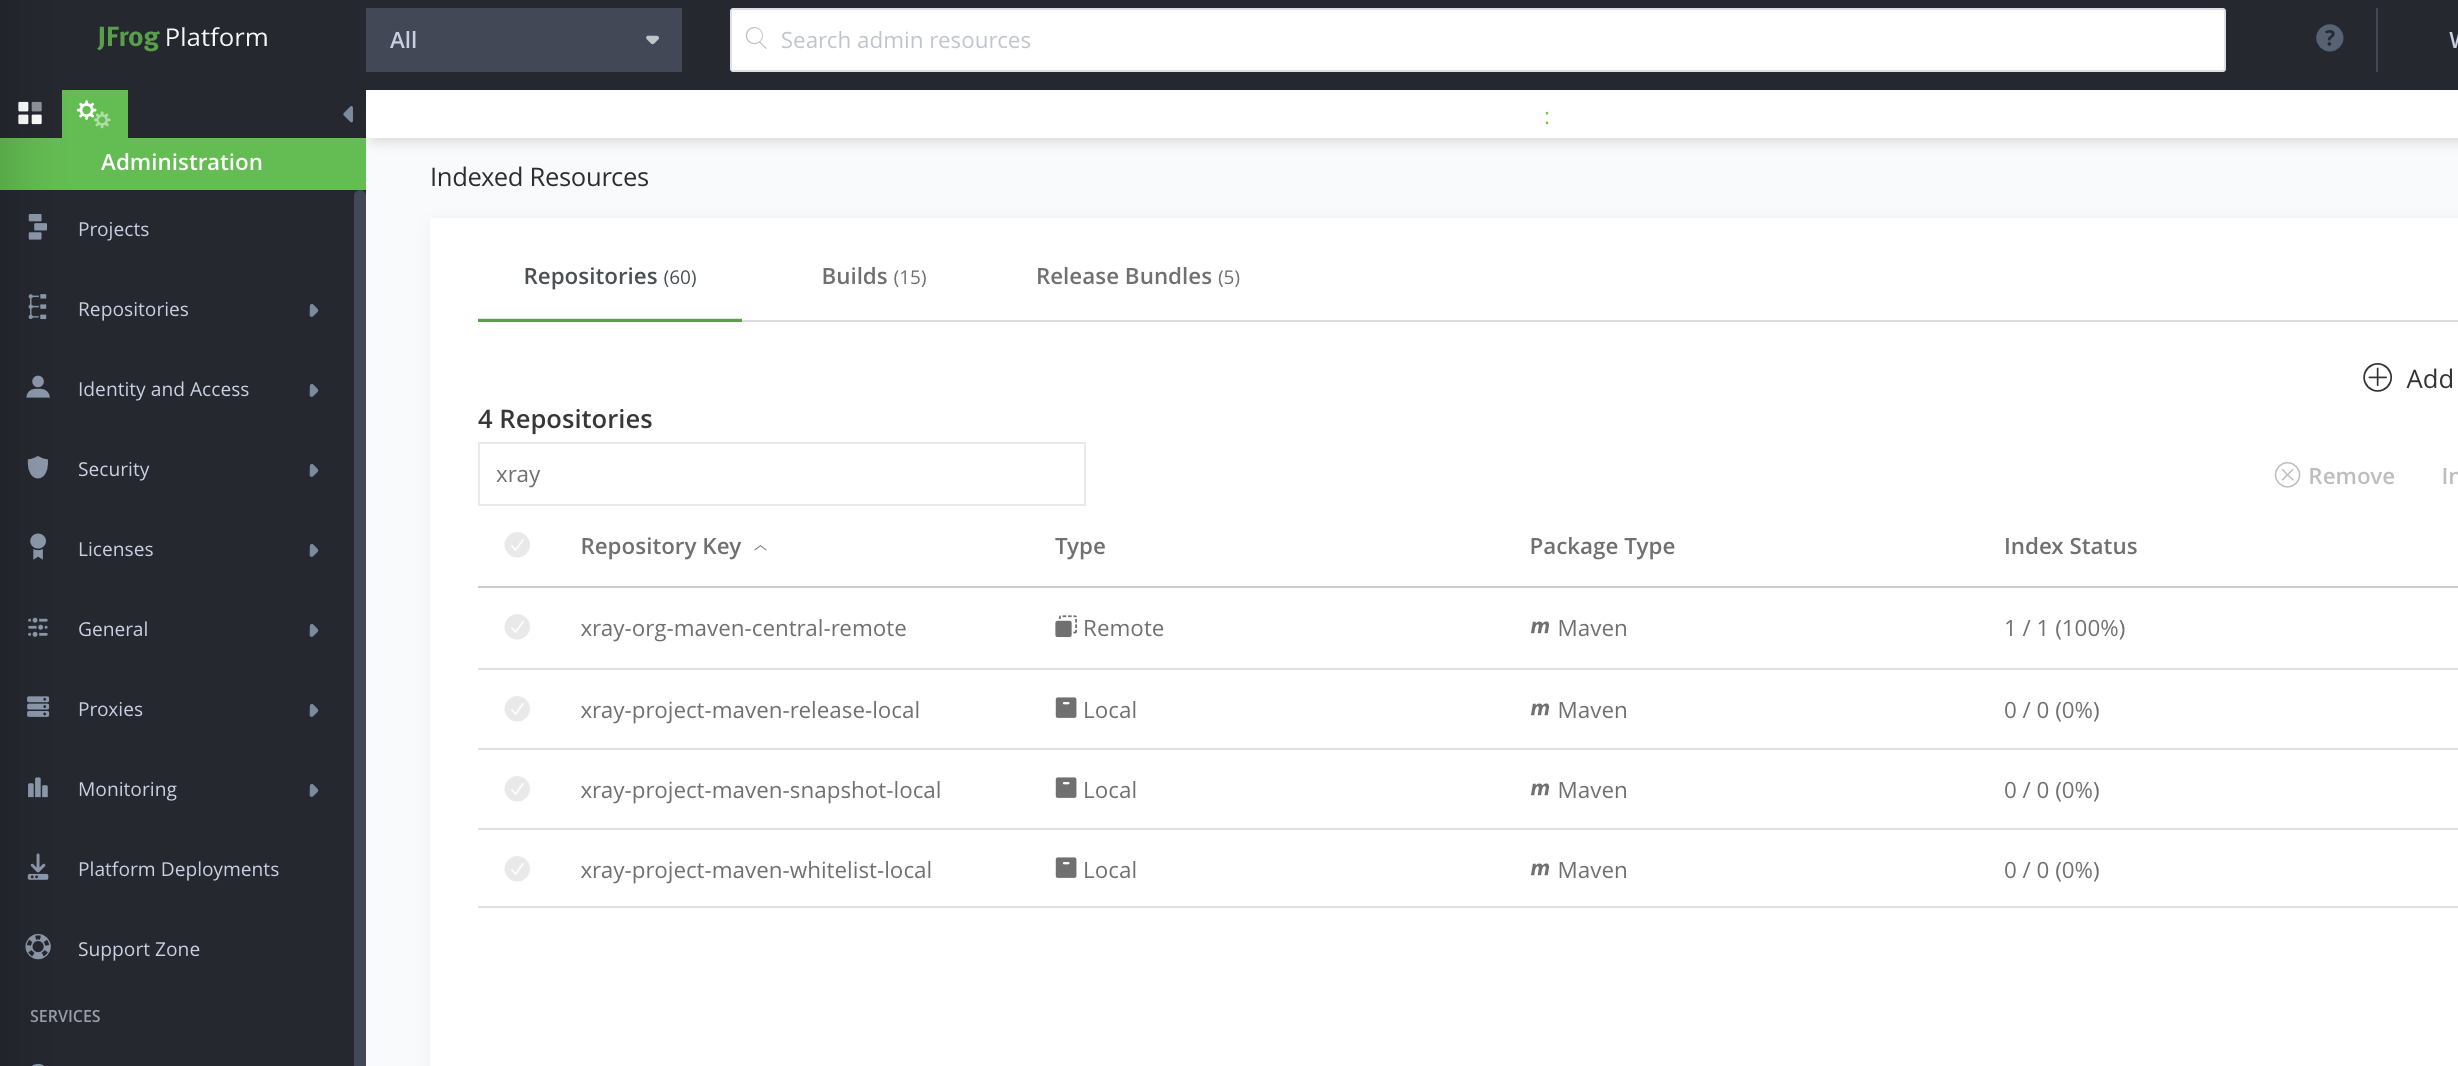 JFrog Platform
All
Search admin resources
?
Administration
:
Indexed Resources
Projects
Repositories
Identity and Access
Security
Licenses
General
Proxies
Monitoring
Platform Deployments
Support Zone
SERVICES
Repositories (60)
Builds (15)
Release Bundles (5)
Add
4 Repositories
xray
Remove
Repository Key
Type
Package Type
Index Status
xray-org-maven-central-remote
Remote
m Maven
1 / 1 (100%)
xray-project-maven-release-local
Local
m Maven
0 / 0 (0%)
xray-project-maven-snapshot-local
Local
m Maven
0 / 0 (0%)
xray-project-maven-whitelist-local
Local
m Maven
0 / 0 (0%)